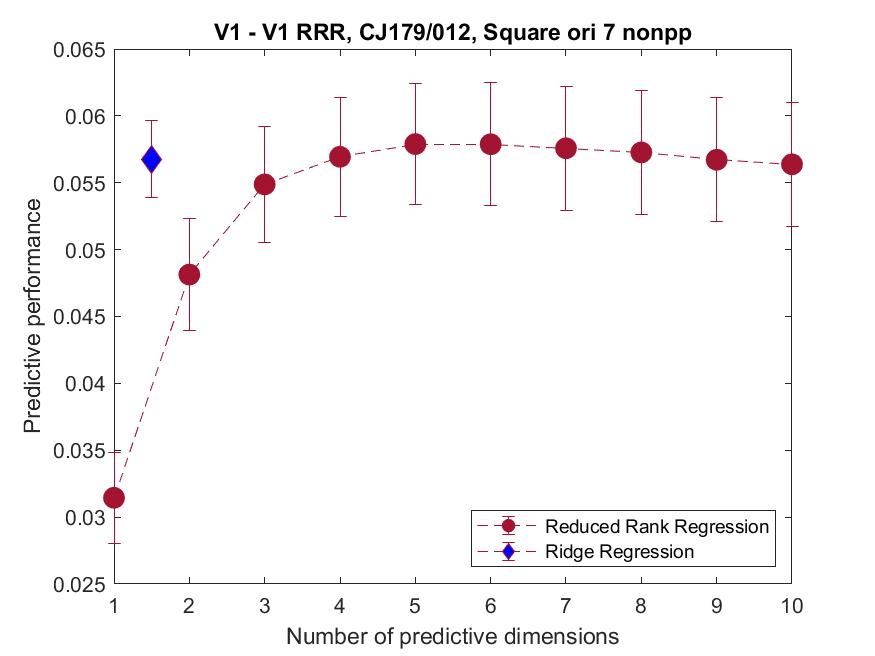 V1 - V1 RRR, CJ179/012, Square ori 7 nonpp
0.065
0.06
0.055
0.05
0.045
0.04
0.035
0.03
0.025
Predictive performance
1 2 3 4 5 6 7 8 9 10
Number of predictive dimensions
Reduced Rank Regression
Ridge Regression